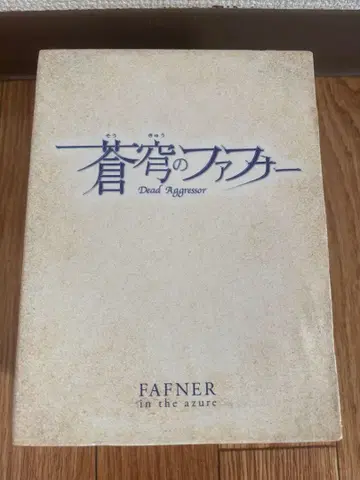 そう きゅう
蒼穹のファフナー
Dead Aggressor
FAFNER
in the azure